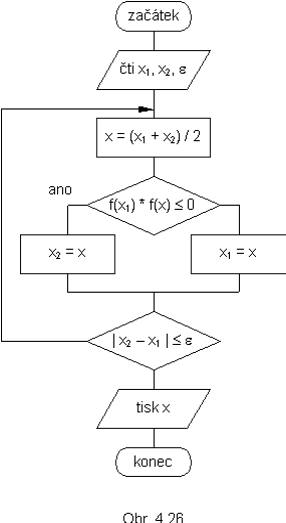 začátek
čti x₁, x₂, ε
x = (x₁ + x₂) / 2
ano
f(x₁) * f(x) ≤ 0
x₂ = x
x₁ = x
| x₂ – x₁ | ≤ ε
tisk x
konec
Obr. 4.26